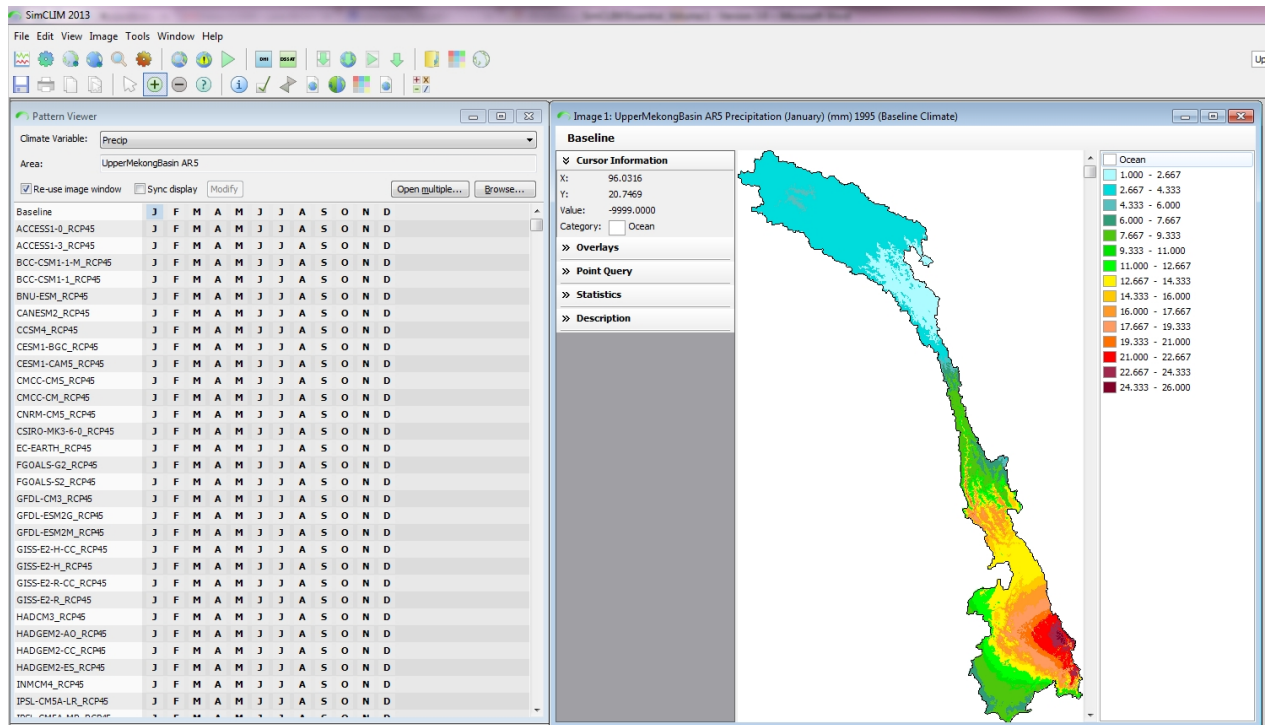 SimCLIM 2013
File Edit View Image Tools Window Help
DMI DSSAT
Up
Pattern Viewer
Climate Variable: Precip
Area: UpperMekongBasin AR5
Re-use image window Sync display Modify Open multiple... Browse...
Baseline J F M A M J J A S O N D
ACCESS1-0_RCP45 J F M A M J J A S O N D
ACCESS1-3_RCP45 J F M A M J J A S O N D
BCC-CSM1-1-M_RCP45 J F M A M J J A S O N D
BCC-CSM1-1_RCP45 J F M A M J J A S O N D
BNU-ESM_RCP45 J F M A M J J A S O N D
CANESM2_RCP45 J F M A M J J A S O N D
CCSM4_RCP45 J F M A M J J A S O N D
CESM1-BGC_RCP45 J F M A M J J A S O N D
CESM1-CAM5_RCP45 J F M A M J J A S O N D
CMCC-CMS_RCP45 J F M A M J J A S O N D
CMCC-CM_RCP45 J F M A M J J A S O N D
CNRM-CM5_RCP45 J F M A M J J A S O N D
CSIRO-MK3-6-0_RCP45 J F M A M J J A S O N D
EC-EARTH_RCP45 J F M A M J J A S O N D
FGOALS-G2_RCP45 J F M A M J J A S O N D
FGOALS-S2_RCP45 J F M A M J J A S O N D
GFDL-CM3_RCP45 J F M A M J J A S O N D
GFDL-ESM2G_RCP45 J F M A M J J A S O N D
GFDL-ESM2M_RCP45 J F M A M J J A S O N D
GISS-E2-H-CC_RCP45 J F M A M J J A S O N D
GISS-E2-H_RCP45 J F M A M J J A S O N D
GISS-E2-R-CC_RCP45 J F M A M J J A S O N D
GISS-E2-R_RCP45 J F M A M J J A S O N D
HADCM3_RCP45 J F M A M J J A S O N D
HADGEM2-AO_RCP45 J F M A M J J A S O N D
HADGEM2-CC_RCP45 J F M A M J J A S O N D
HADGEM2-ES_RCP45 J F M A M J J A S O N D
INMCM4_RCP45 J F M A M J J A S O N D
IPSL-CM5A-LR_RCP45 J F M A M J J A S O N D
Image 1: UpperMekongBasin AR5 Precipitation (January) (mm) 1995 (Baseline Climate)
Baseline
Cursor Information
X: 96.0316
Y: 20.7469
Value: -9999.0000
Category: Ocean
Overlays
Point Query
Statistics
Description
Ocean
1.000 - 2.667
2.667 - 4.333
4.333 - 6.000
6.000 - 7.667
7.667 - 9.333
9.333 - 11.000
11.000 - 12.667
12.667 - 14.333
14.333 - 16.000
16.000 - 17.667
17.667 - 19.333
19.333 - 21.000
21.000 - 22.667
22.667 - 24.333
24.333 - 26.000